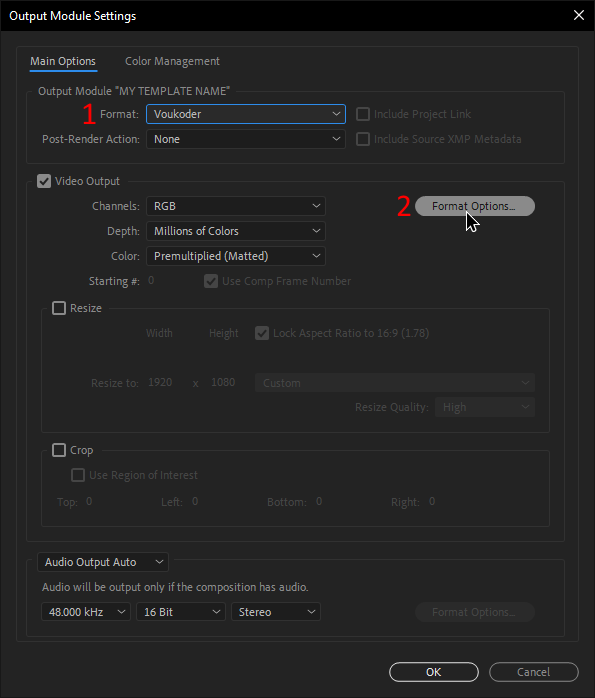 Output Module Settings
Main Options Color Management
Output Module "MY TEMPLATE NAME"
1 Format: Voukoder Include Project Link
Post-Render Action: None Include Source XMP Metadata
Video Output
Channels: RGB 2 Format Options...
Depth: Millions of Colors
Color: Premultiplied (Matted)
Starting #: 0 Use Comp Frame Number
Resize
Width Height Lock Aspect Ratio to 16:9 (1.78)
Resize to: 1920 x 1080 Custom
Resize Quality: High
Crop
Use Region of Interest
Top: 0 Left: 0 Bottom: 0 Right: 0
Audio Output Auto
Audio will be output only if the composition has audio.
48.000 kHz 16 Bit Stereo Format Options...
OK Cancel